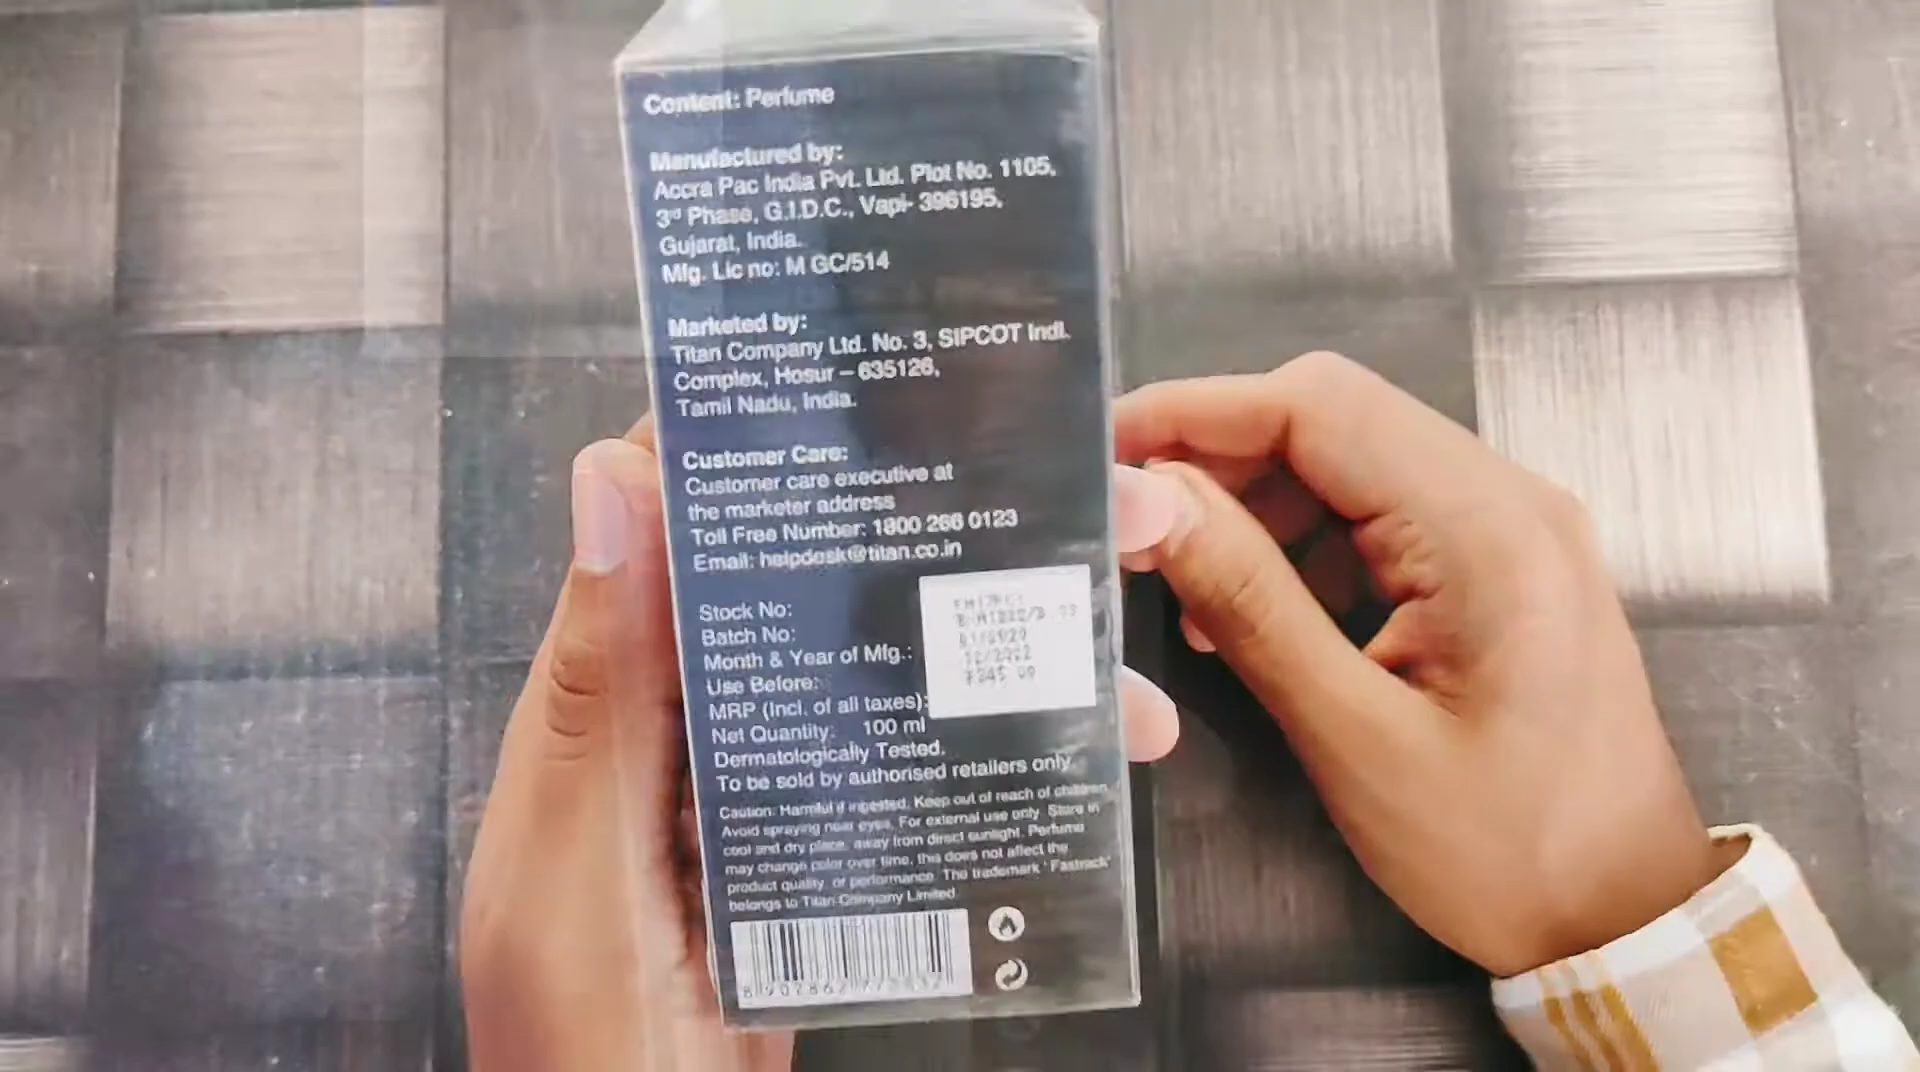 Content: Perfume
Manufactured by:
Accra Pac India Pvt. Ltd. Plot No. 1105,
3rd Phase, G.I.D.C., Vapi- 396195,
Gujarat, India.
Mfg. Lic no: M GC/514
Marketed by:
Titan Company Ltd. No. 3, SIPCOT Indl.
Complex, Hosur – 635126,
Tamil Nadu, India.
Customer Care:
Customer care executive at
the marketer address
Toll Free Number: 1800 266 0123
Email: helpdesk@titan.co.in
Stock No:
Batch No:
Month & Year of Mfg.:
01/2020
Use Before:
12/2022
MRP (Incl. of all taxes):
Net Quantity: 100 ml
Dermatologically Tested.
To be sold by authorised retailers only.
Caution: Harmful if ingested. Keep out of reach of children.
Avoid spraying near eyes. For external use only. Store in
cool and dry place, away from direct sunlight. Perfume
may change color over time, this does not affect the
product quality or performance. The trademark ' Fastrack'
belongs to Titan Company Limited.